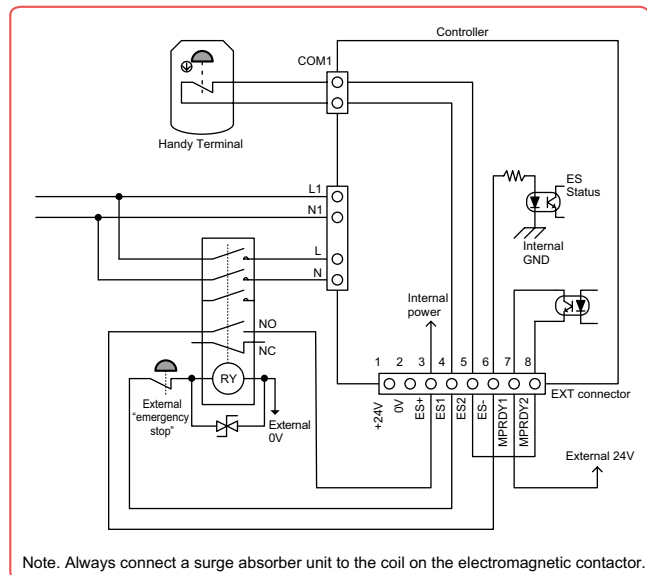 Controller
COM1
Handy Terminal
L1
N1
L
N
ES
Status
Internal
GND
Internal
power
NO
NC
RY
External
"emergency
stop"
External
0V
1 2 3 4 5 6 7 8
EXT connector
+24V
0V
ES+
ES1
ES2
ES-
MPRDY1
MPRDY2
External 24V
Note. Always connect a surge absorber unit to the coil on the electromagnetic contactor.